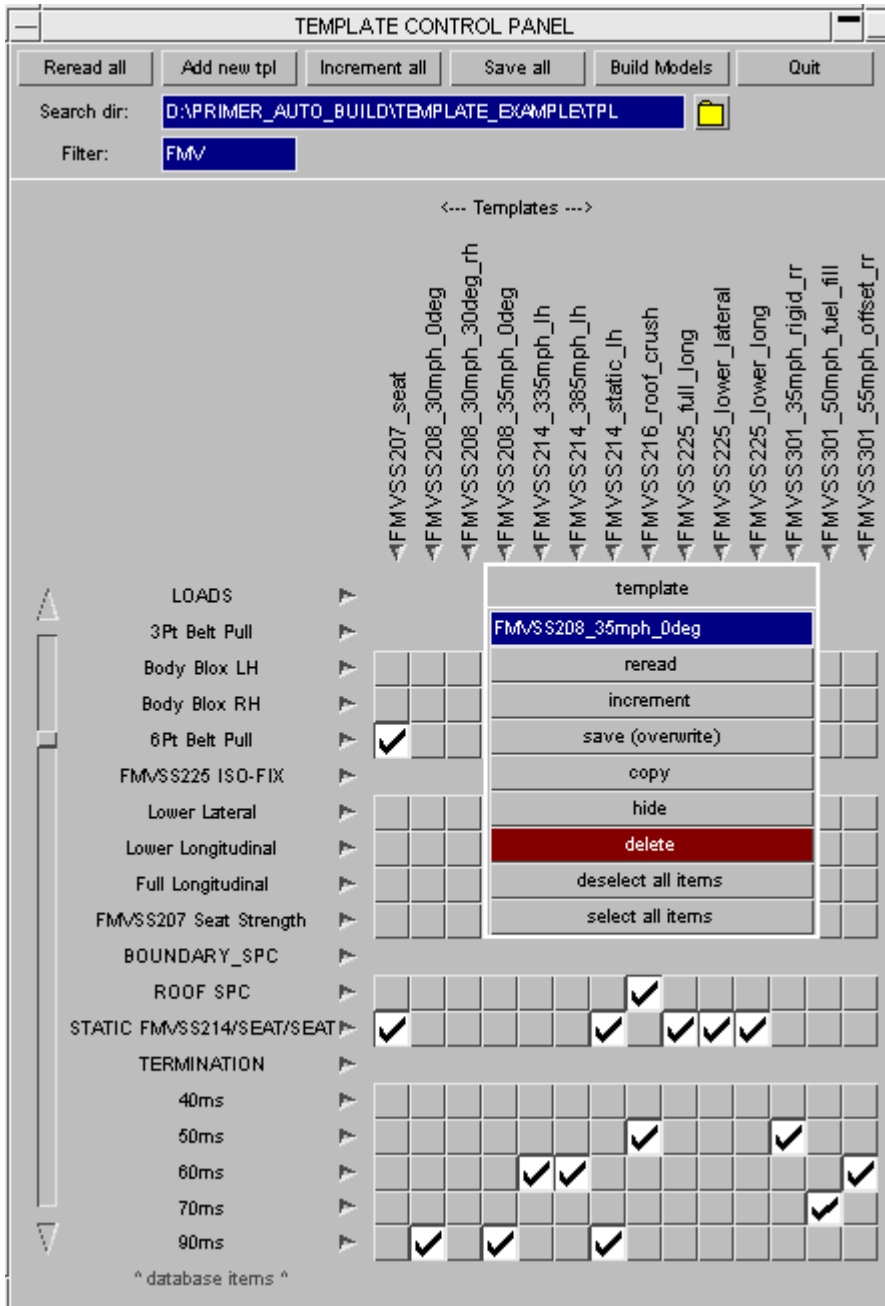 TEMPLATE CONTROL PANEL
Reread all
Add new tpl
Increment all
Save all
Build Models
Quit
Search dir:
D:\PRIMER_AUTO_BUILD\TEMPLATE_EXAMPLE\TPL
Filter:
FMV
<--- Templates --->
FMVSS207_seat
FMVSS208_30mph_0deg
FMVSS208_30mph_30deg_rh
FMVSS208_35mph_0deg
FMVSS214_335mph_lh
FMVSS214_385mph_lh
FMVSS214_static_lh
FMVSS216_roof_crush
FMVSS225_full_long
FMVSS225_lower_lateral
FMVSS225_lower_long
FMVSS301_35mph_rigid_rr
FMVSS301_50mph_fuel_fill
FMVSS301_55mph_offset_rr
LOADS
3Pt Belt Pull
Body Blox LH
Body Blox RH
6Pt Belt Pull
FMVSS225 ISO-FIX
Lower Lateral
Lower Longitudinal
Full Longitudinal
FMVSS207 Seat Strength
BOUNDARY_SPC
ROOF SPC
STATIC FMVSS214/SEAT/SEAT
TERMINATION
40ms
50ms
60ms
70ms
90ms
^ database items ^
template
FMVSS208_35mph_0deg
reread
increment
save (overwrite)
copy
hide
delete
deselect all items
select all items